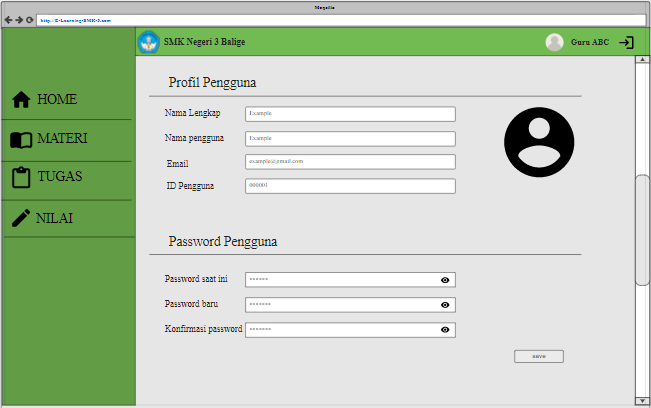 Mogzila
http://E-Learning-SMK-3.com
SMK Negeri 3 Balige
Guru ABC
HOME
MATERI
TUGAS
NILAI
Profil Pengguna
Nama Lengkap
Example
Nama pengguna
Example
Email
example@gmail.com
ID Pengguna
000001
Password Pengguna
Password saat ini
******
Password baru
*******
Konfirmasi password
*******
save